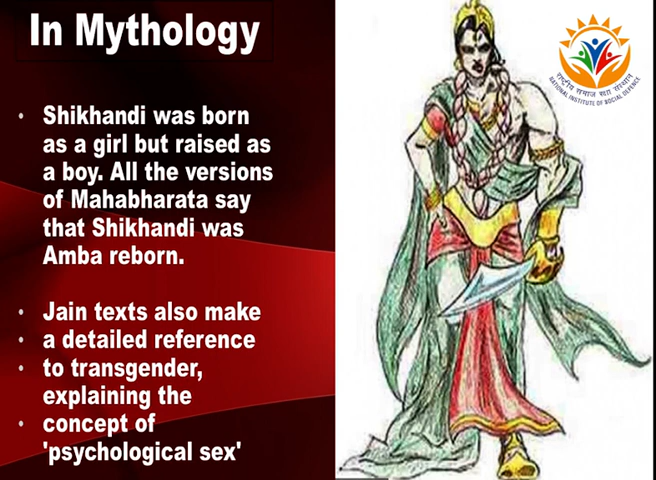 In Mythology
• Shikhandi was born
as a girl but raised as
a boy. All the versions
of Mahabharata say
that Shikhandi was
Amba reborn.
• Jain texts also make
• a detailed reference
• to transgender,
explaining the
• concept of
'psychological sex'
राष्ट्रीय समाज रक्षा संस्थान
NATIONAL INSTITUTE OF SOCIAL DEFENCE